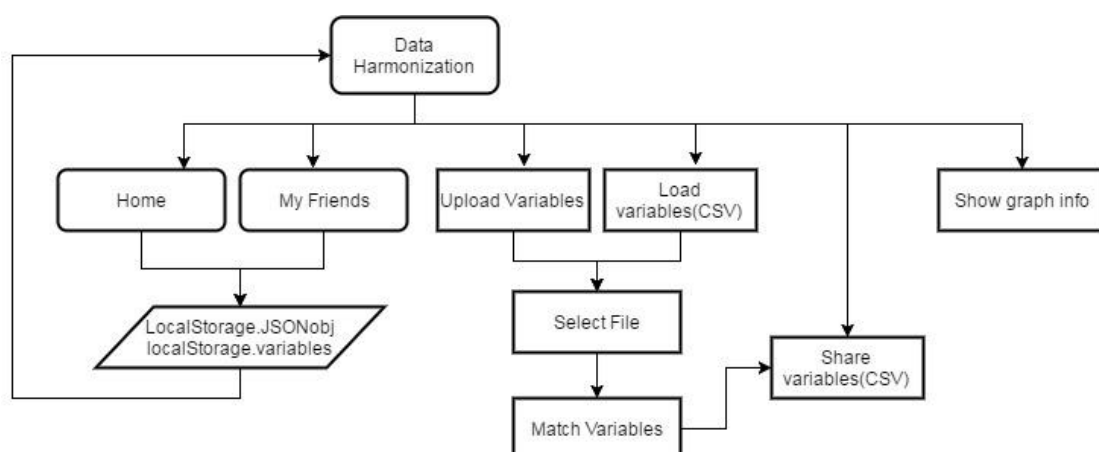 Data
Harmonization
Home
My Friends
Upload Variables
Load
variables(CSV)
Show graph info
LocalStorage.JSONobj
localStorage.variables
Select File
Share
variables(CSV)
Match Variables